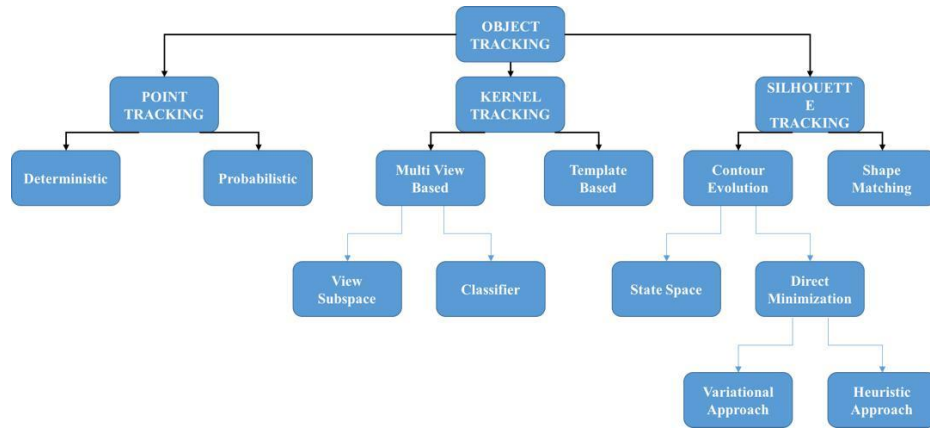 OBJECT
TRACKING
POINT
TRACKING
KERNEL
TRACKING
SILHOUETT
E
TRACKING
Deterministic
Probabilistic
Multi View
Based
Template
Based
Contour
Evolution
Shape
Matching
View
Subspace
Classifier
State Space
Direct
Minimization
Variational
Approach
Heuristic
Approach